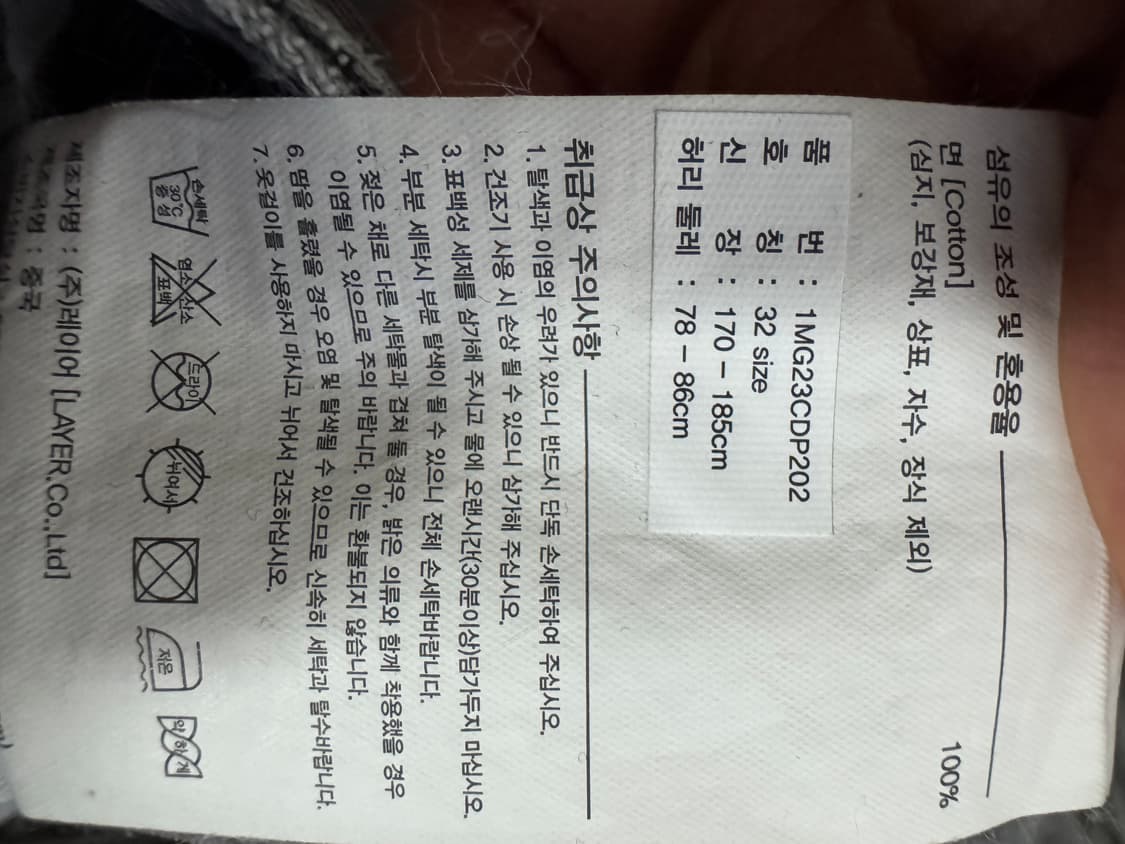 섬유의 조성 및 혼용율
면 [Cotton] 100%
(심지, 보강재, 상표, 자수, 장식 제외)
품 번 : 1MG23CDP202
호 칭 : 32 size
신 장 : 170 – 185cm
허리 둘레 : 78 – 86cm
취급상 주의사항
1. 탈색과 이염의 우려가 있으니 반드시 단독 손세탁하여 주십시오.
2. 건조기 사용 시 손상 될 수 있으니 삼가해 주십시오.
3. 표백성 세제를 삼가해 주시고 물에 오랜시간(30분이상)담가두지 마십시오.
4. 부분 세탁시 부분 탈색이 될 수 있으니 전체 손세탁바랍니다.
5. 젖은 채로 다른 세탁물과 겹쳐 둘 경우, 밝은 의류와 함께 착용했을 경우
이염될 수 있으므로 주의 바랍니다. 이는 환불되지 않습니다.
6. 땀을 흘렸을 경우 오염 및 탈색될 수 있으므로 신속히 세탁과 탈수바랍니다.
7. 옷걸이를 사용하지 마시고 뉘어서 건조하십시오.
손세탁 30℃ 중성
염소,산소 표백
드라이
뉘어서
저온
약하게
제조자명 : (주)레이어 [LAYER.Co.,Ltd]
: 중국